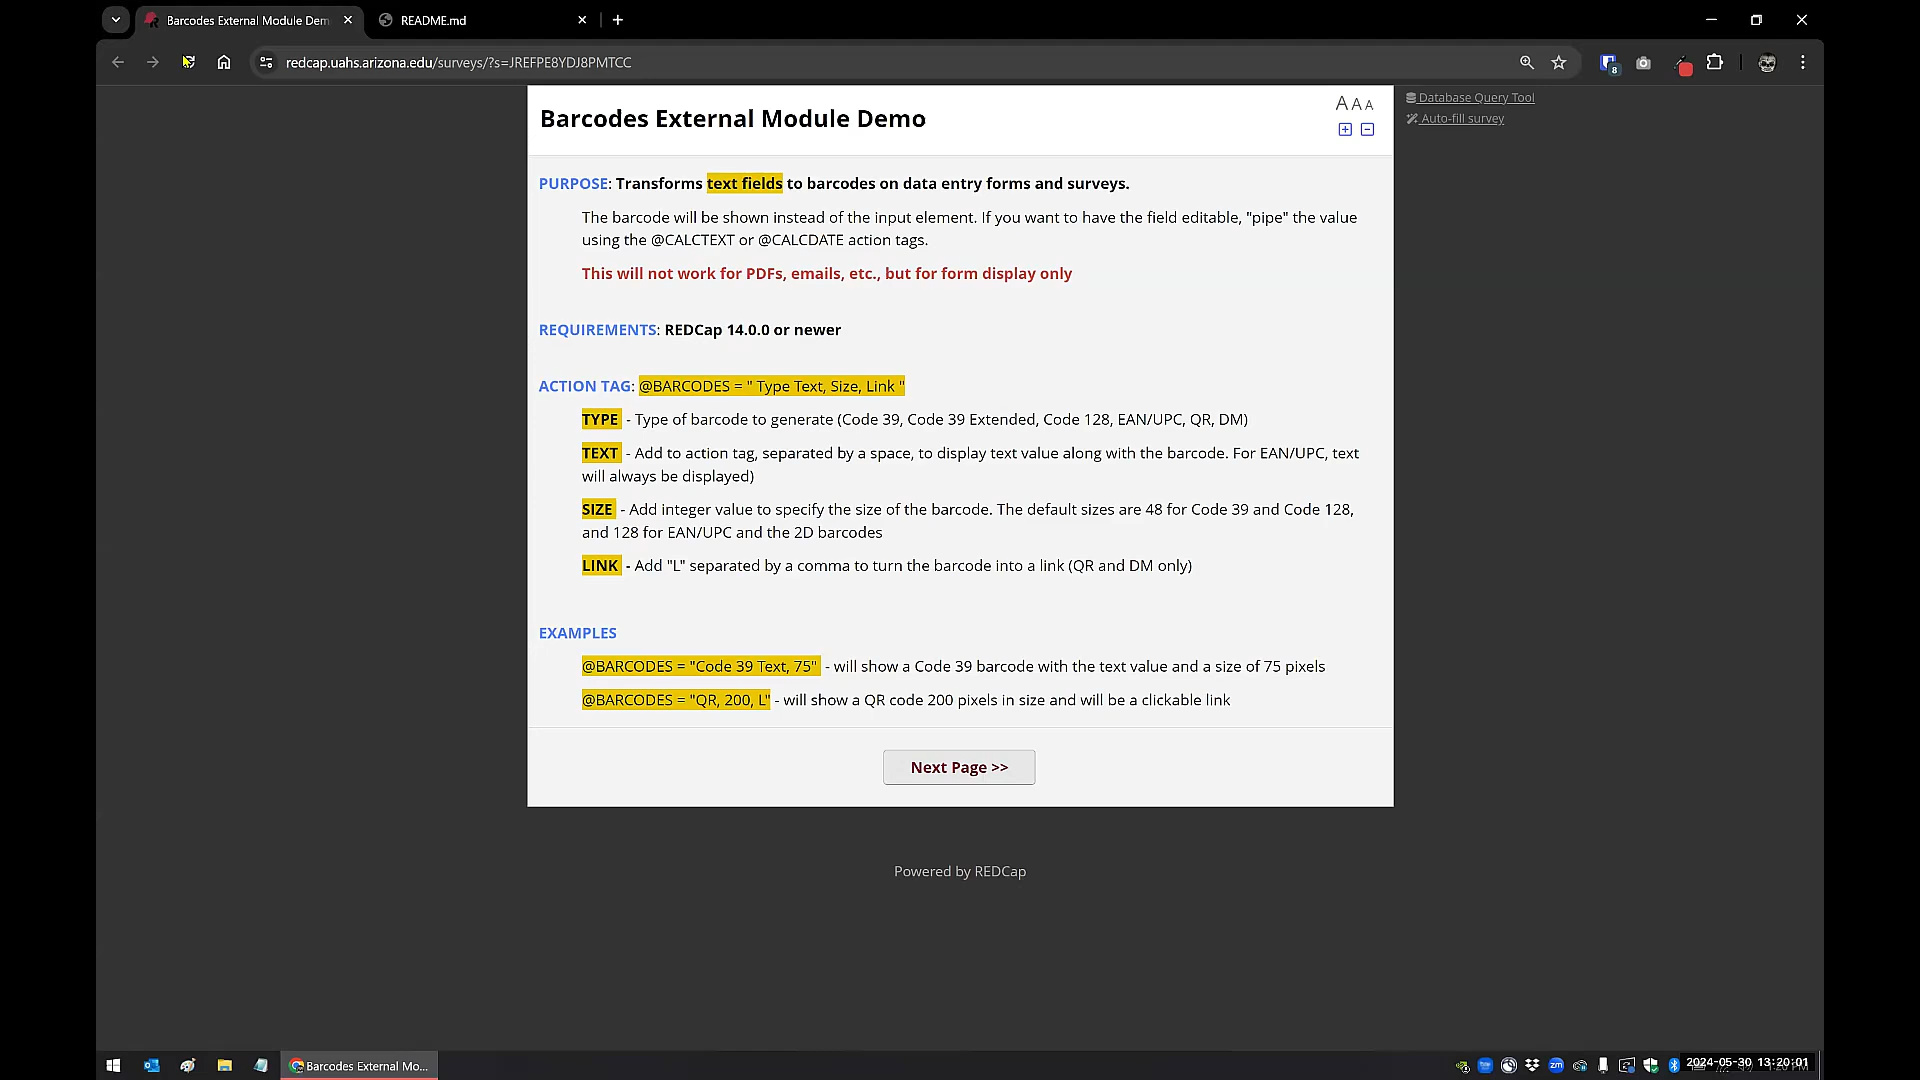 Barcodes External Module Dem
README.md
redcap.uahs.arizona.edu/surveys/?s=JREFPE8YDJ8PMTCC
8
Database Query Tool
Auto-fill survey
Barcodes External Module Demo
A A A
PURPOSE: Transforms text fields to barcodes on data entry forms and surveys.
The barcode will be shown instead of the input element. If you want to have the field editable, "pipe" the value
using the @CALCTEXT or @CALCDATE action tags.
This will not work for PDFs, emails, etc., but for form display only
REQUIREMENTS: REDCap 14.0.0 or newer
ACTION TAG: @BARCODES = " Type Text, Size, Link "
TYPE - Type of barcode to generate (Code 39, Code 39 Extended, Code 128, EAN/UPC, QR, DM)
TEXT - Add to action tag, separated by a space, to display text value along with the barcode. For EAN/UPC, text
will always be displayed)
SIZE - Add integer value to specify the size of the barcode. The default sizes are 48 for Code 39 and Code 128,
and 128 for EAN/UPC and the 2D barcodes
LINK - Add "L" separated by a comma to turn the barcode into a link (QR and DM only)
EXAMPLES
@BARCODES = "Code 39 Text, 75" - will show a Code 39 barcode with the text value and a size of 75 pixels
@BARCODES = "QR, 200, L" - will show a QR code 200 pixels in size and will be a clickable link
Next Page >>
Powered by REDCap
Barcodes External Mo...
zm
2024-05-30 13:20:01